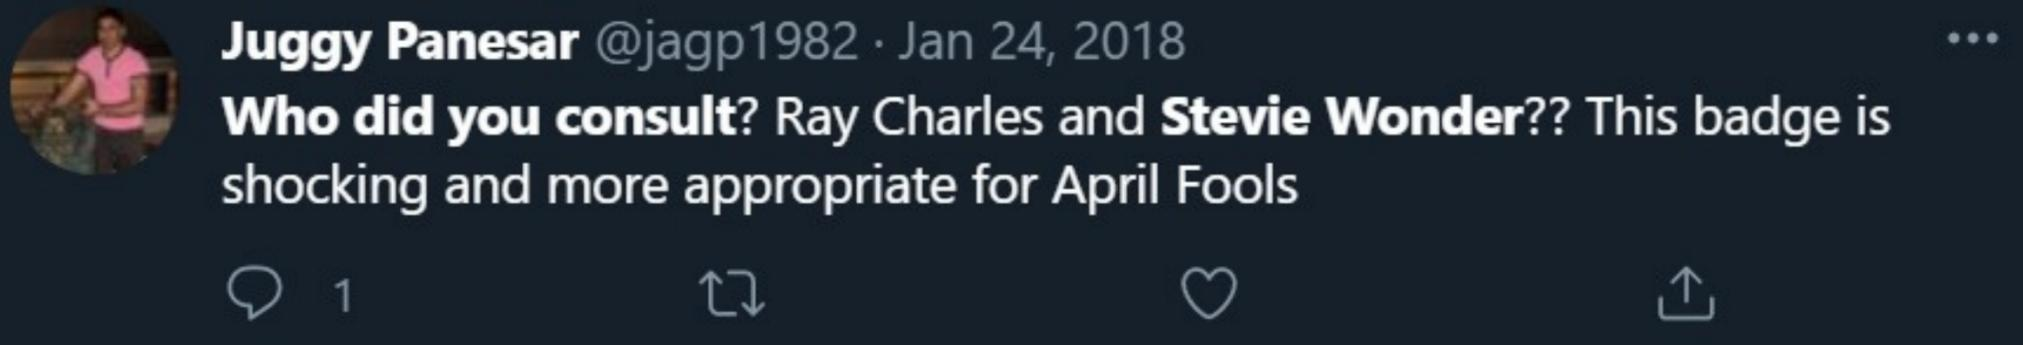 Juggy Panesar @jagp1982 · Jan 24, 2018
Who did you consult? Ray Charles and Stevie Wonder?? This badge is
shocking and more appropriate for April Fools
1